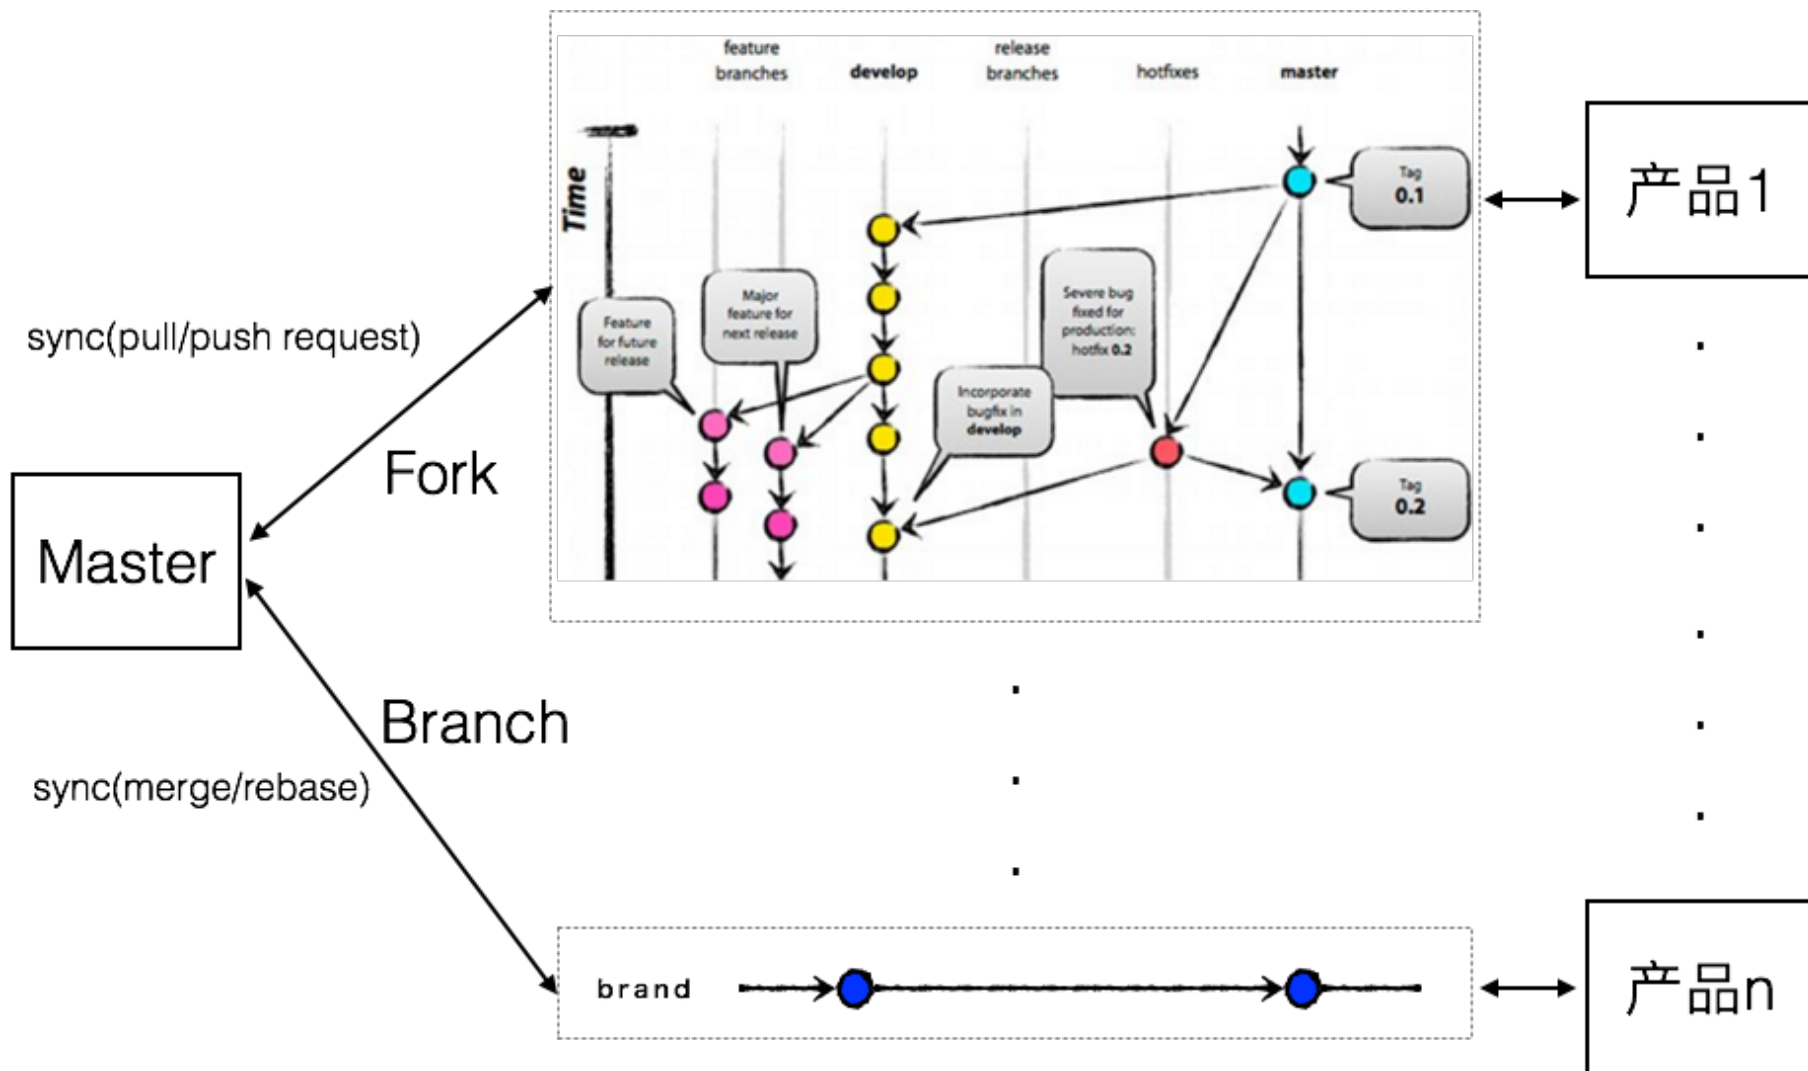 feature
branches
develop
release
branches
hotfixes
master
Time
Tag
0.1
产品1
Major
feature for
next release
Severe bug
fixed for
production:
hotfix 0.2
Feature
for future
release
sync(pull/push request)
Incorporate
bugfix in
develop
Fork
Tag
0.2
Master
Branch
sync(merge/rebase)
brand
产品n